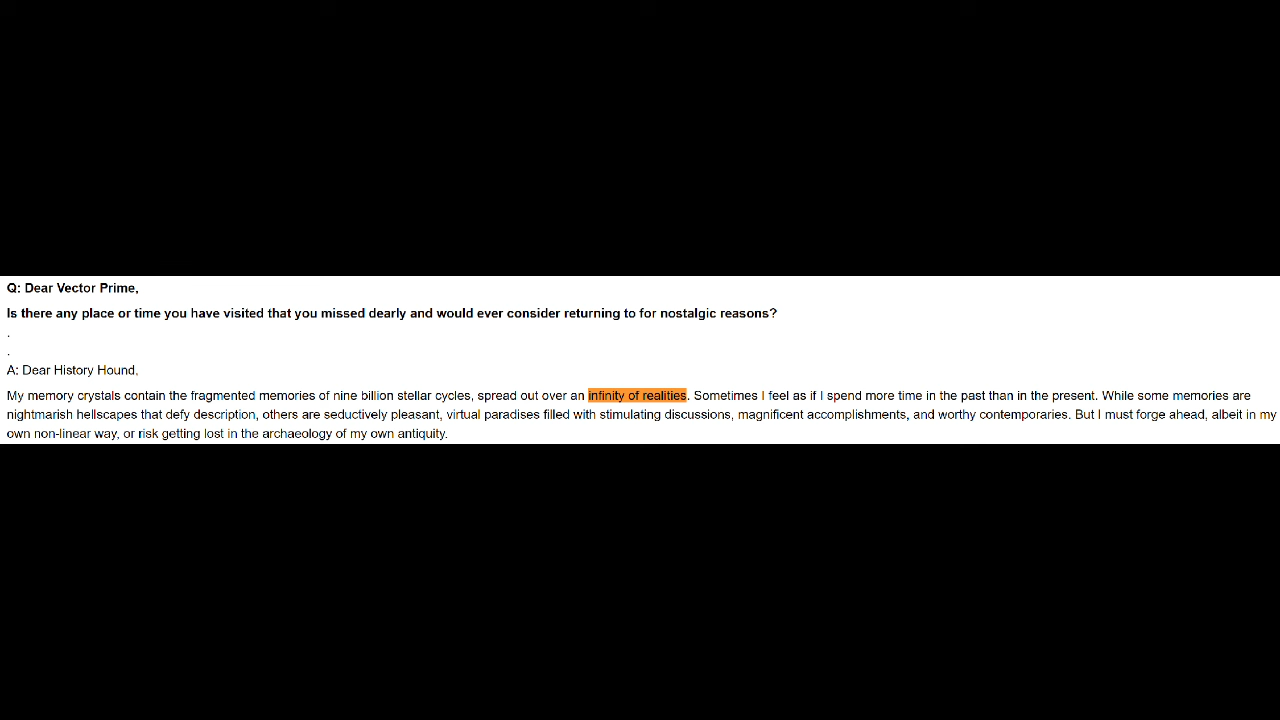 Q: Dear Vector Prime,
Is there any place or time you have visited that you missed dearly and would ever consider returning to for nostalgic reasons?
.
.
A: Dear History Hound,
My memory crystals contain the fragmented memories of nine billion stellar cycles, spread out over an infinity of realities. Sometimes I feel as if I spend more time in the past than in the present. While some memories are
nightmarish hellscapes that defy description, others are seductively pleasant, virtual paradises filled with stimulating discussions, magnificent accomplishments, and worthy contemporaries. But I must forge ahead, albeit in my
own non-linear way, or risk getting lost in the archaeology of my own antiquity.